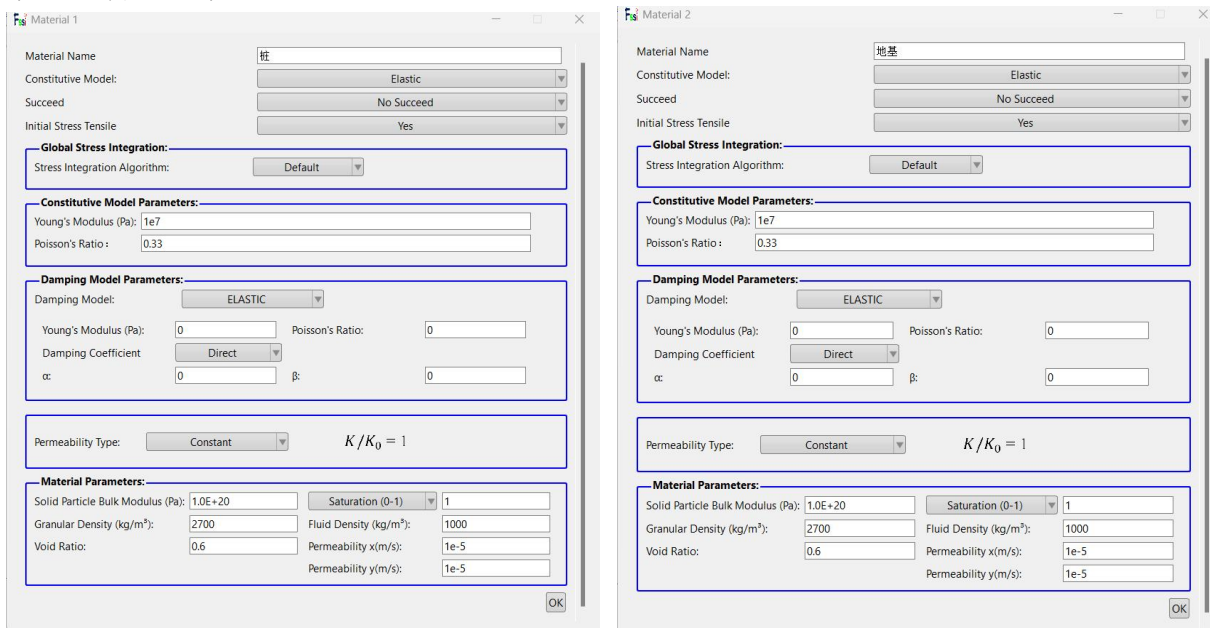 Material 1
Material Name 桩
Constitutive Model: Elastic
Succeed No Succeed
Initial Stress Tensile Yes
Global Stress Integration:
Stress Integration Algorithm: Default
Constitutive Model Parameters:
Young's Modulus (Pa): 1e7
Poisson's Ratio: 0.33
Damping Model Parameters:
Damping Model: ELASTIC
Young's Modulus (Pa): 0 Poisson's Ratio: 0
Damping Coefficient Direct
α: 0 β: 0
Permeability Type: Constant K/K₀ = 1
Material Parameters:
Solid Particle Bulk Modulus (Pa): 1.0E+20 Saturation (0-1) 1
Granular Density (kg/m³): 2700 Fluid Density (kg/m³): 1000
Void Ratio: 0.6 Permeability x(m/s): 1e-5
Permeability y(m/s): 1e-5
OK
Material 2
Material Name 地基
Constitutive Model: Elastic
Succeed No Succeed
Initial Stress Tensile Yes
Global Stress Integration:
Stress Integration Algorithm: Default
Constitutive Model Parameters:
Young's Modulus (Pa): 1e7
Poisson's Ratio: 0.33
Damping Model Parameters:
Damping Model: ELASTIC
Young's Modulus (Pa): 0 Poisson's Ratio: 0
Damping Coefficient Direct
α: 0 β: 0
Permeability Type: Constant K/K₀ = 1
Material Parameters:
Solid Particle Bulk Modulus (Pa): 1.0E+20 Saturation (0-1) 1
Granular Density (kg/m³): 2700 Fluid Density (kg/m³): 1000
Void Ratio: 0.6 Permeability x(m/s): 1e-5
Permeability y(m/s): 1e-5
OK